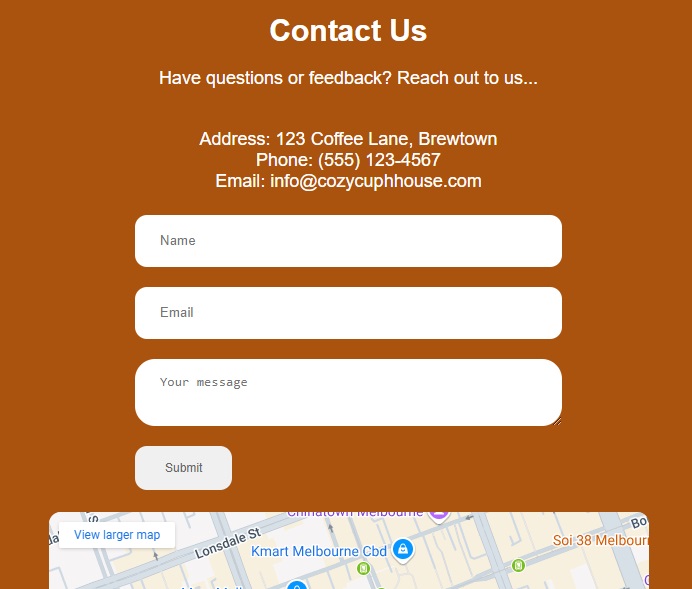 Contact Us
Have questions or feedback? Reach out to us...
Address: 123 Coffee Lane, Brewtown
Phone: (555) 123-4567
Email: info@cozycuphhouse.com
Name
Email
Your message
Submit
Chinatown Melbourne
View larger map
Lonsdale St
Kmart Melbourne Cbd
Soi 38 Melbourn